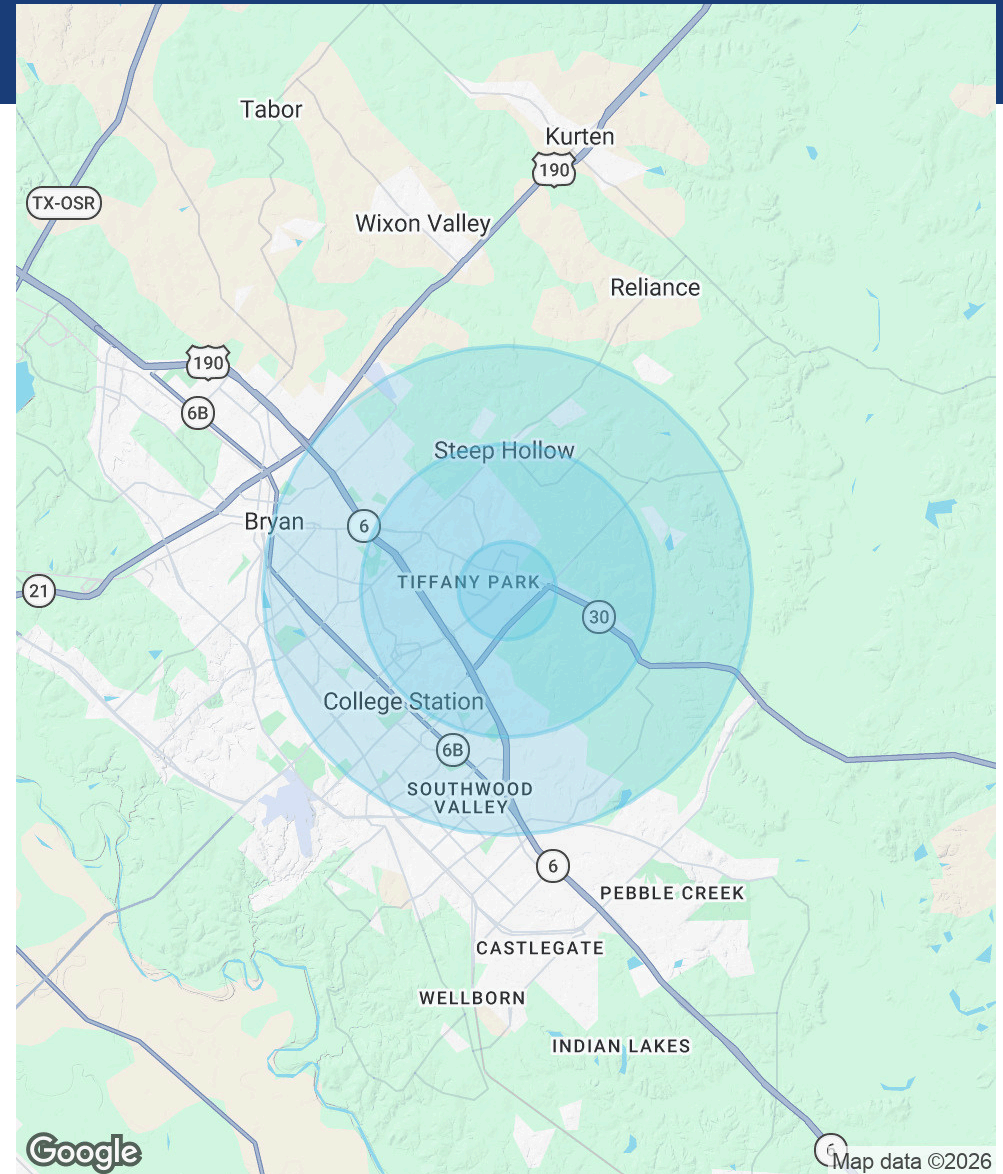 Tabor
Kurten
190
TX-OSR
Wixon Valley
Reliance
190
6B
Steep Hollow
Bryan
6
TIFFANY PARK
21
30
College Station
6B
SOUTHWOOD
VALLEY
6
PEBBLE CREEK
CASTLEGATE
WELLBORN
INDIAN LAKES
6
Google
Map data ©2026